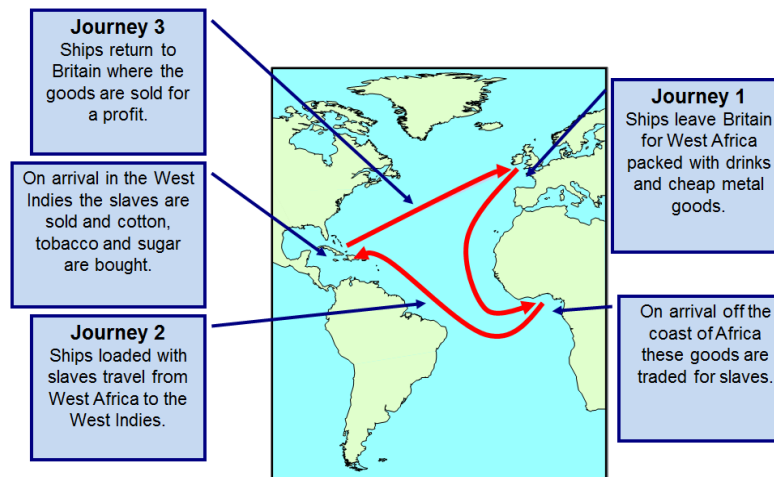 Journey 3
Ships return to
Britain where the
goods are sold for
a profit.
On arrival in the West
Indies the slaves are
sold and cotton,
tobacco and sugar
are bought.
Journey 2
Ships loaded with
slaves travel from
West Africa to the
West Indies.
Journey 1
Ships leave Britain
for West Africa
packed with drinks
and cheap metal
goods.
On arrival off the
coast of Africa
these goods are
traded for slaves.